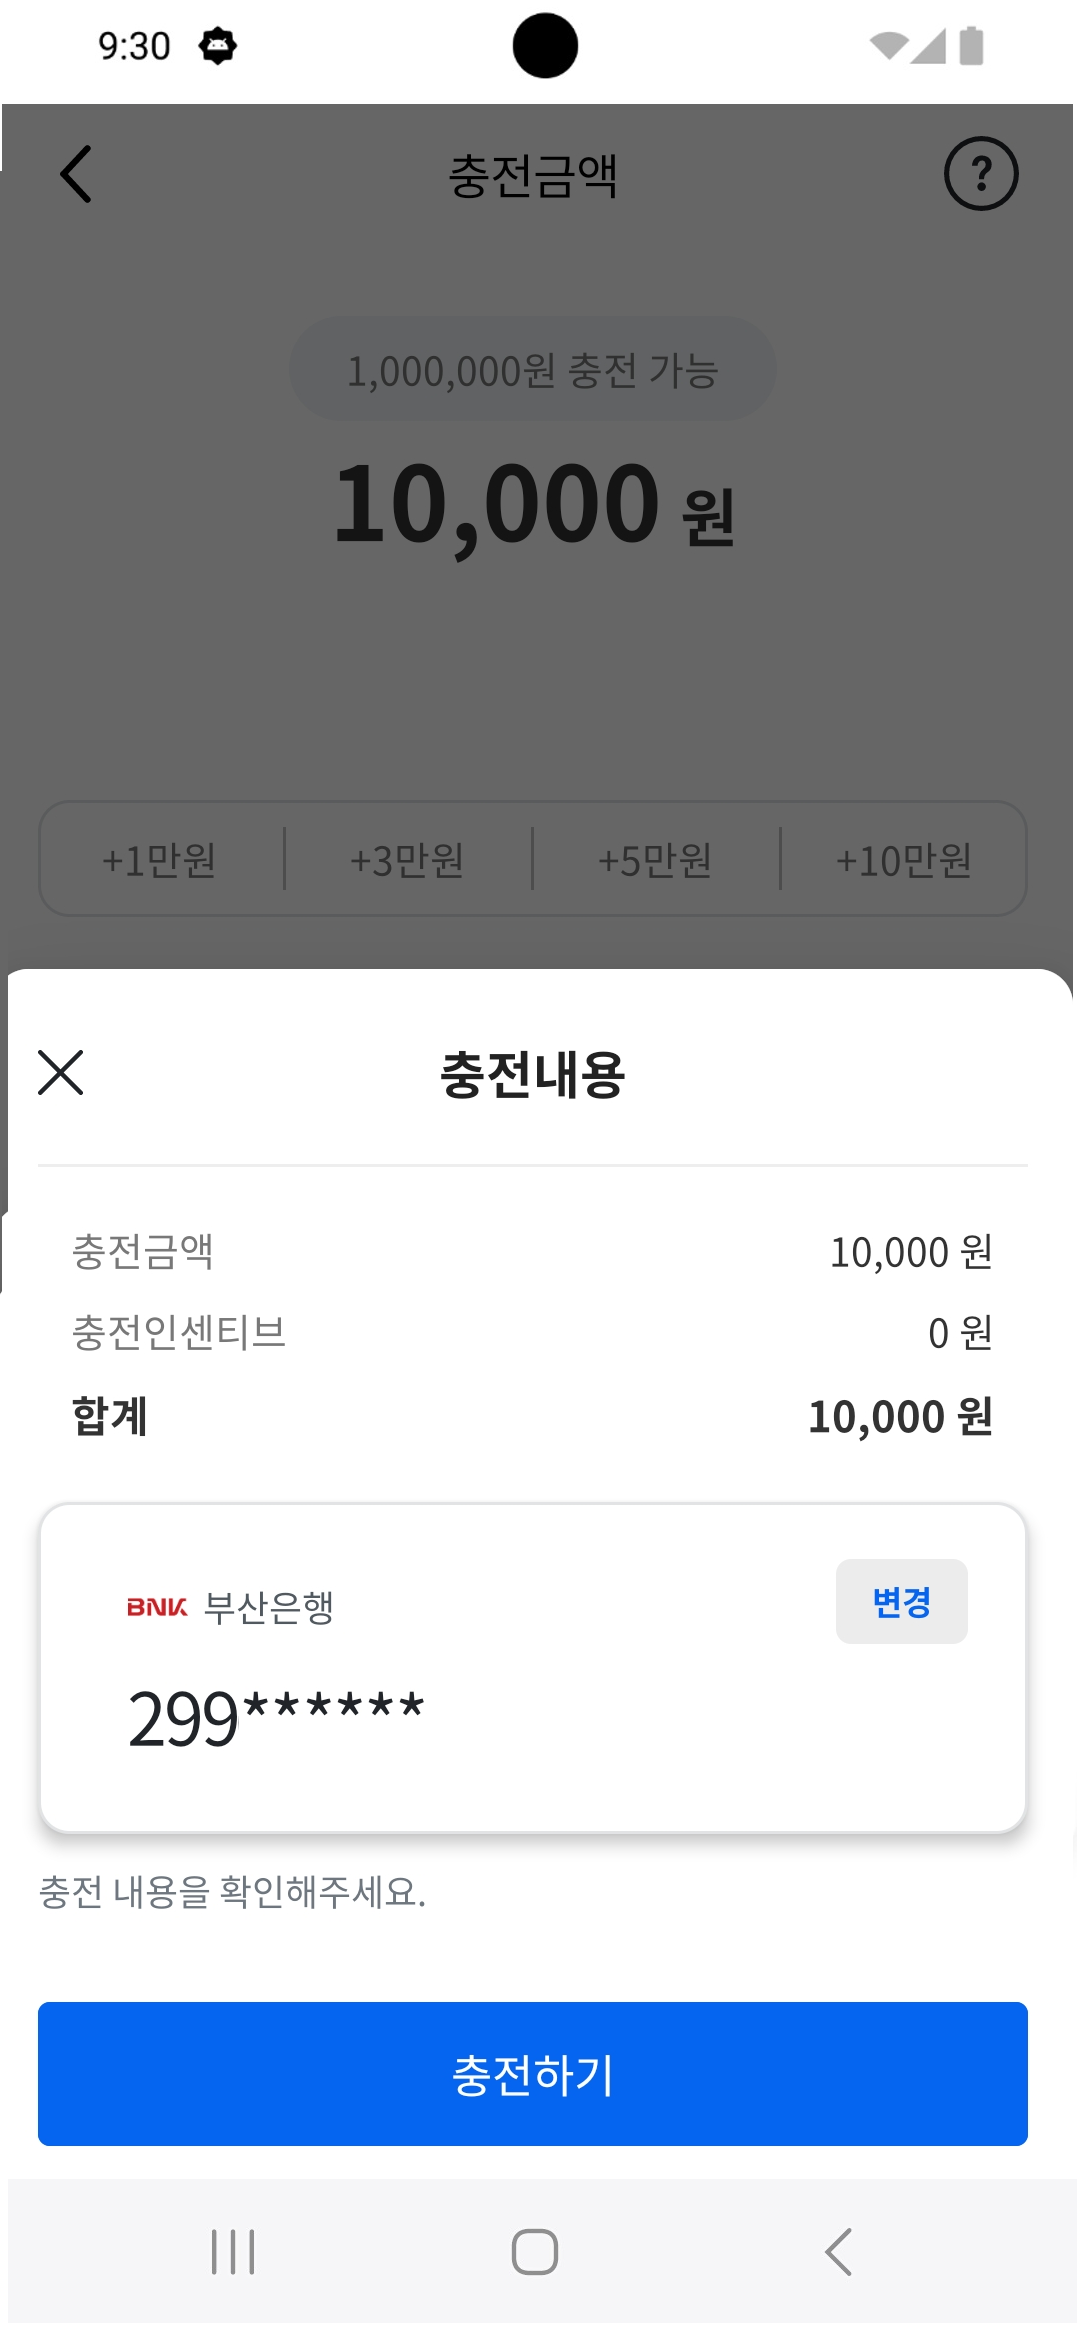 9:30
충전금액
?
1,000,000원 충전 가능
10,000 원
+1만원 +3만원 +5만원 +10만원
충전내용
충전금액 10,000 원
충전인센티브 0 원
합계 10,000 원
BNK 부산은행
변경
299******
충전 내용을 확인해주세요.
충전하기